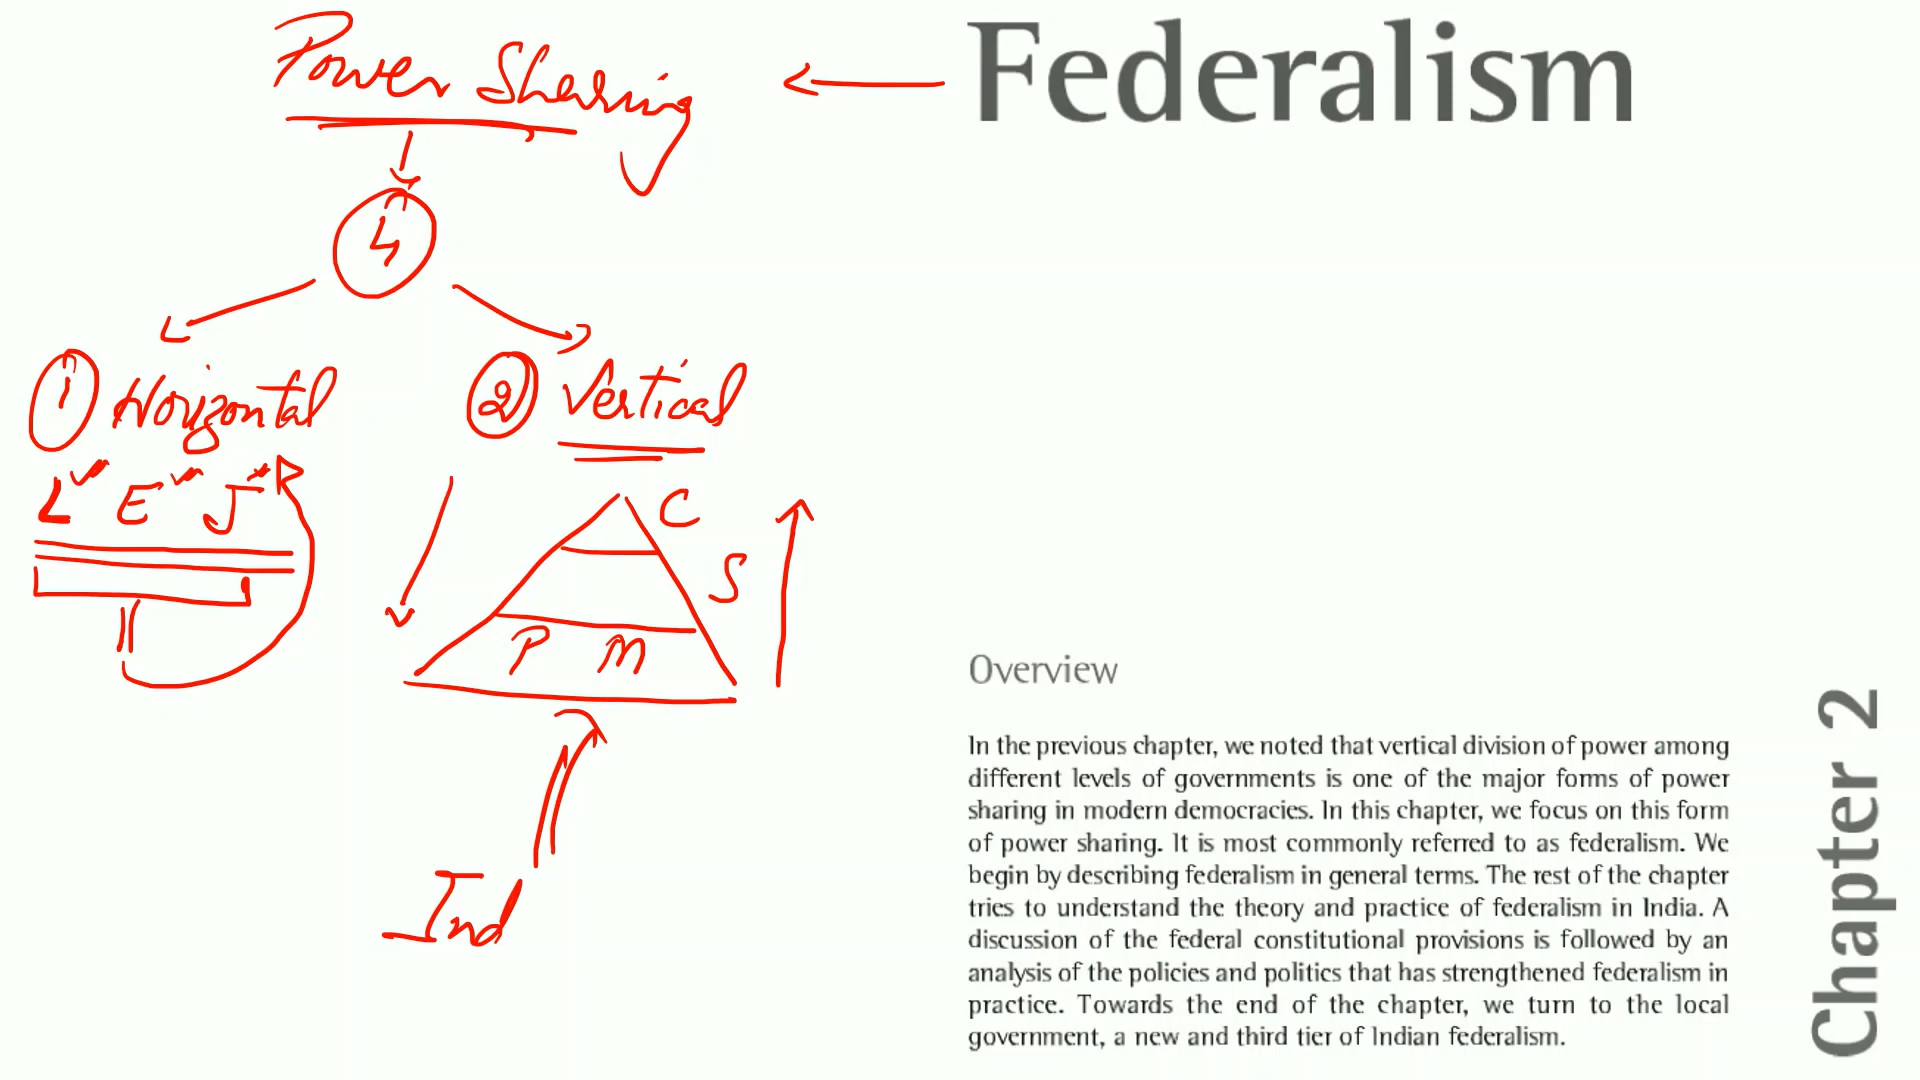 Power Sharing
Federalism
4
1 Horizontal
2 Vertical
L E J R
C
S
P M
Ind
Overview
In the previous chapter, we noted that vertical division of power among
different levels of governments is one of the major forms of power
sharing in modern democracies. In this chapter, we focus on this form
of power sharing. It is most commonly referred to as federalism. We
begin by describing federalism in general terms. The rest of the chapter
tries to understand the theory and practice of federalism in India. A
discussion of the federal constitutional provisions is followed by an
analysis of the policies and politics that has strengthened federalism in
practice. Towards the end of the chapter, we turn to the local
government, a new and third tier of Indian federalism.
Chapter 2